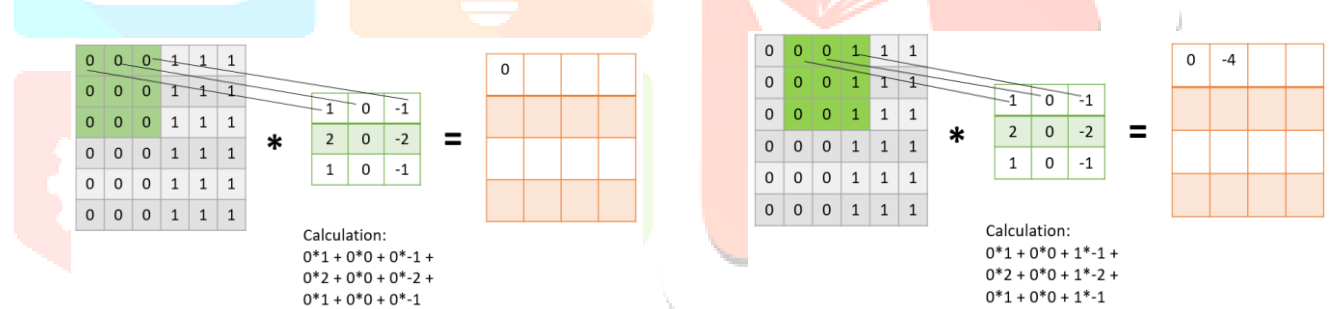 0 0 0 1 1 1
0 0 0 1 1 1
0 0 0 1 1 1
0 0 0 1 1 1
0 0 0 1 1 1
0 0 0 1 1 1
*
1 0 -1
2 0 -2
1 0 -1
=
0
Calculation:
0*1 + 0*0 + 0*-1 +
0*2 + 0*0 + 0*-2 +
0*1 + 0*0 + 0*-1
0 0 0 1 1 1
0 0 0 1 1 1
0 0 0 1 1 1
0 0 0 1 1 1
0 0 0 1 1 1
0 0 0 1 1 1
*
1 0 -1
2 0 -2
1 0 -1
=
0 -4
Calculation:
0*1 + 0*0 + 1*-1 +
0*2 + 0*0 + 1*-2 +
0*1 + 0*0 + 1*-1